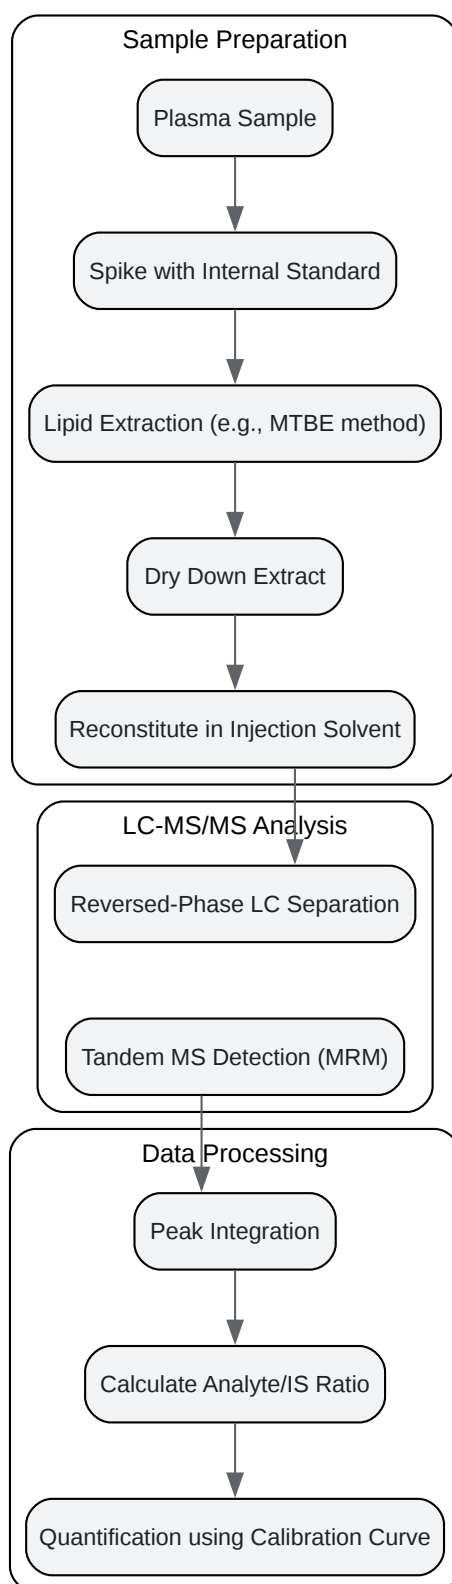 Sample Preparation
Plasma Sample
Spike with Internal Standard
Lipid Extraction (e.g., MTBE method)
Dry Down Extract
Reconstitute in Injection Solvent
LC-MS/MS Analysis
Reversed-Phase LC Separation
Tandem MS Detection (MRM)
Data Processing
Peak Integration
Calculate Analyte/IS Ratio
Quantification using Calibration Curve